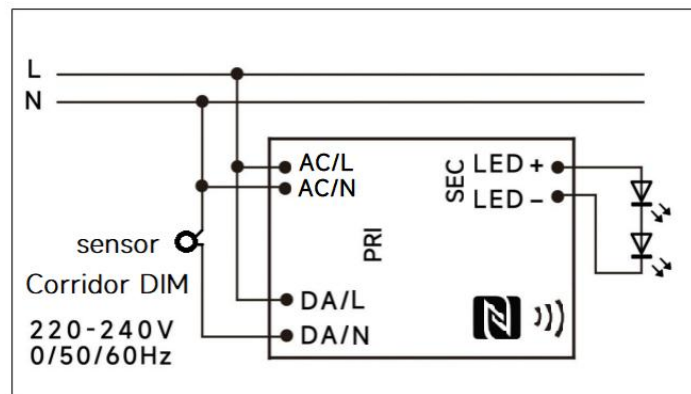 L
N
AC/L
AC/N
SEC
LED +
LED -
sensor
PRI
Corridor DIM
DA/L
220-240V
DA/N
0/50/60Hz